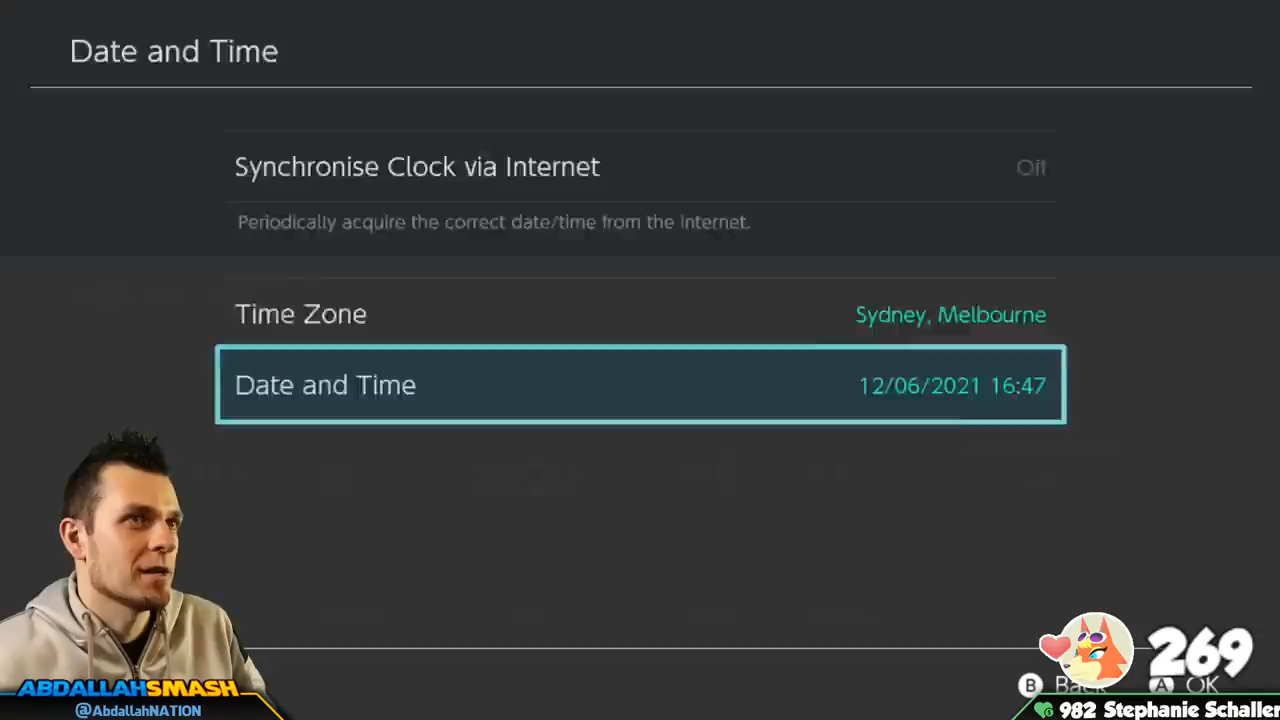 Date and Time
Synchronise Clock via Internet Off
Periodically acquire the correct date/time from the Internet.
Time Zone Sydney, Melbourne
Date and Time 12/06/2021 16:47
269
B Back A OK
ABDALLAHSMASH
@AbdallahNATION
982 Stephanie Schaller